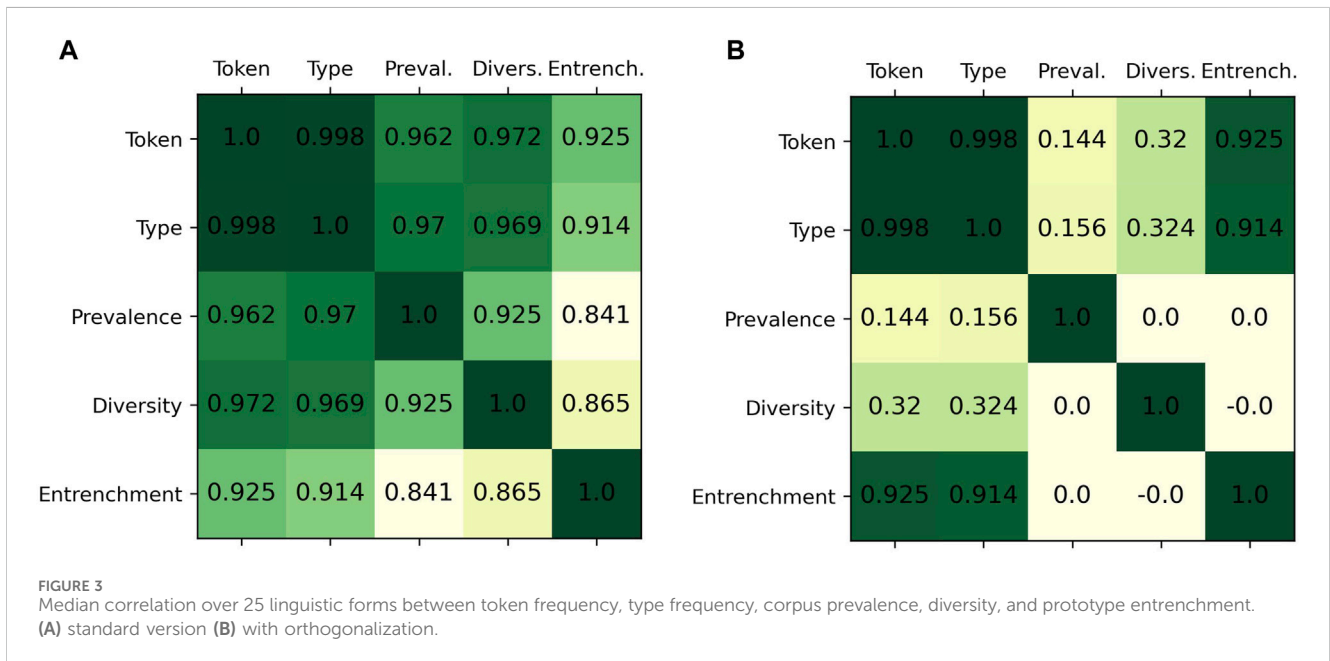 A
Token Type Preval. Divers. Entrench.
Token 1.0 0.998 0.962 0.972 0.925
Type 0.998 1.0 0.97 0.969 0.914
Prevalence 0.962 0.97 1.0 0.925 0.841
Diversity 0.972 0.969 0.925 1.0 0.865
Entrenchment 0.925 0.914 0.841 0.865 1.0
B
Token Type Preval. Divers. Entrench.
Token 1.0 0.998 0.144 0.32 0.925
Type 0.998 1.0 0.156 0.324 0.914
Prevalence 0.144 0.156 1.0 0.0 0.0
Diversity 0.32 0.324 0.0 1.0 -0.0
Entrenchment 0.925 0.914 0.0 -0.0 1.0
FIGURE 3
Median correlation over 25 linguistic forms between token frequency, type frequency, corpus prevalence, diversity, and prototype entrenchment.
(A) standard version (B) with orthogonalization.